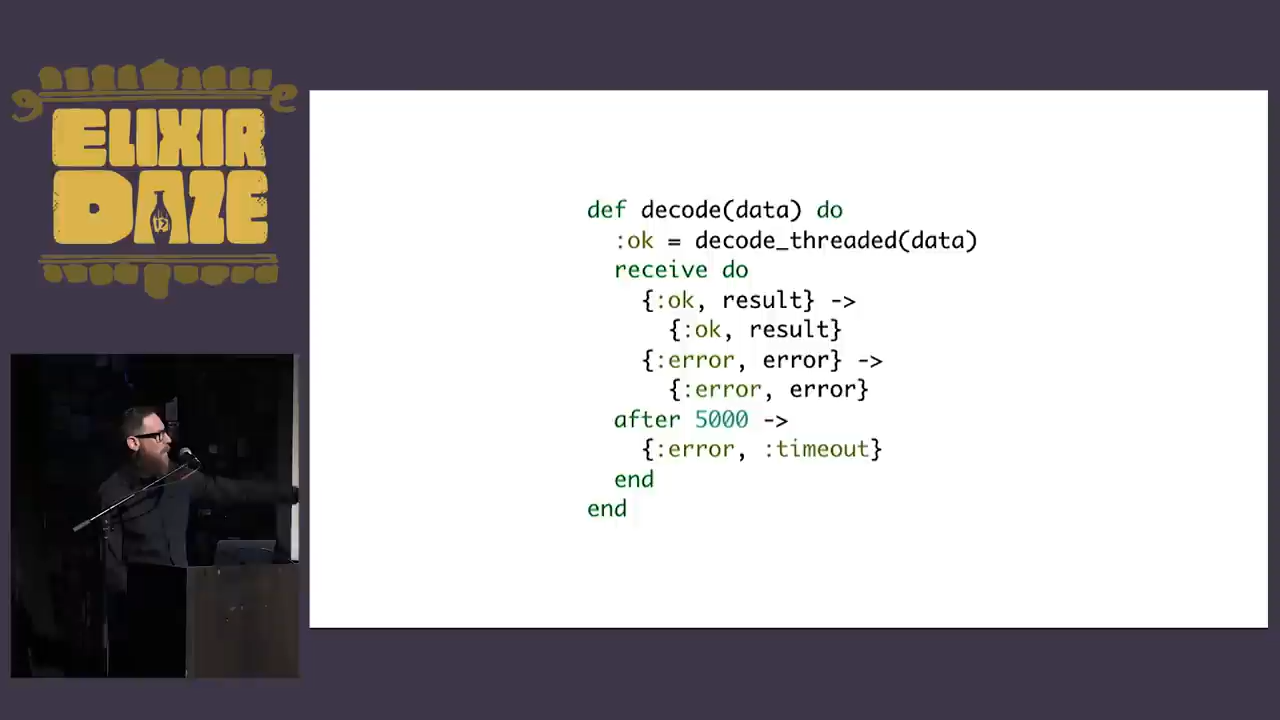 ELIXIR
DAZE
def decode(data) do
  :ok = decode_threaded(data)
  receive do
    {:ok, result} ->
      {:ok, result}
    {:error, error} ->
      {:error, error}
  after 5000 ->
    {:error, :timeout}
  end
end